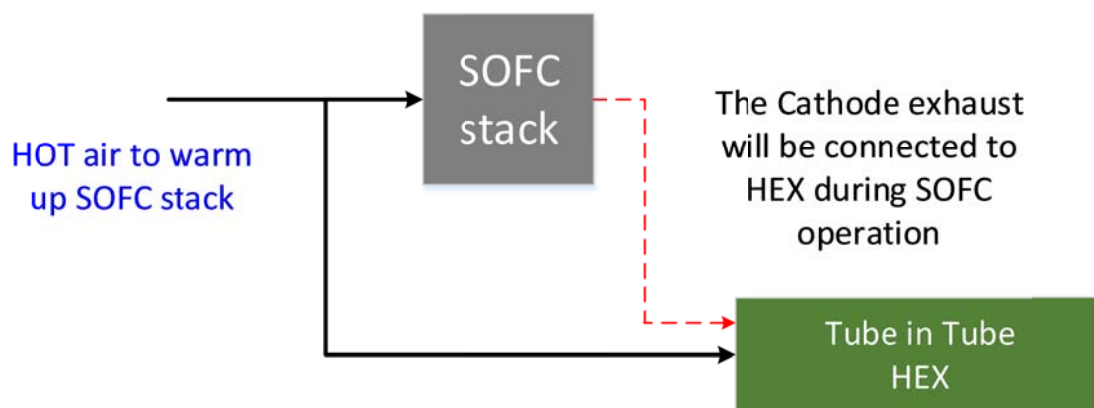 SOFC
stack
HOT air to warm
up SOFC stack
The Cathode exhaust
will be connected to
HEX during SOFC
operation
Tube in Tube
HEX